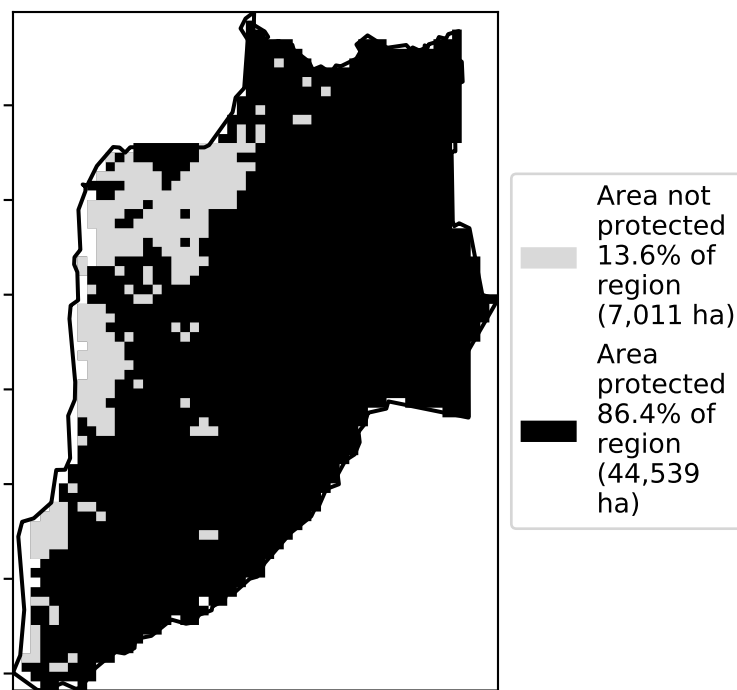 Area not
protected
13.6% of
region
(7,011 ha)
Area
protected
86.4% of
region
(44,539
ha)